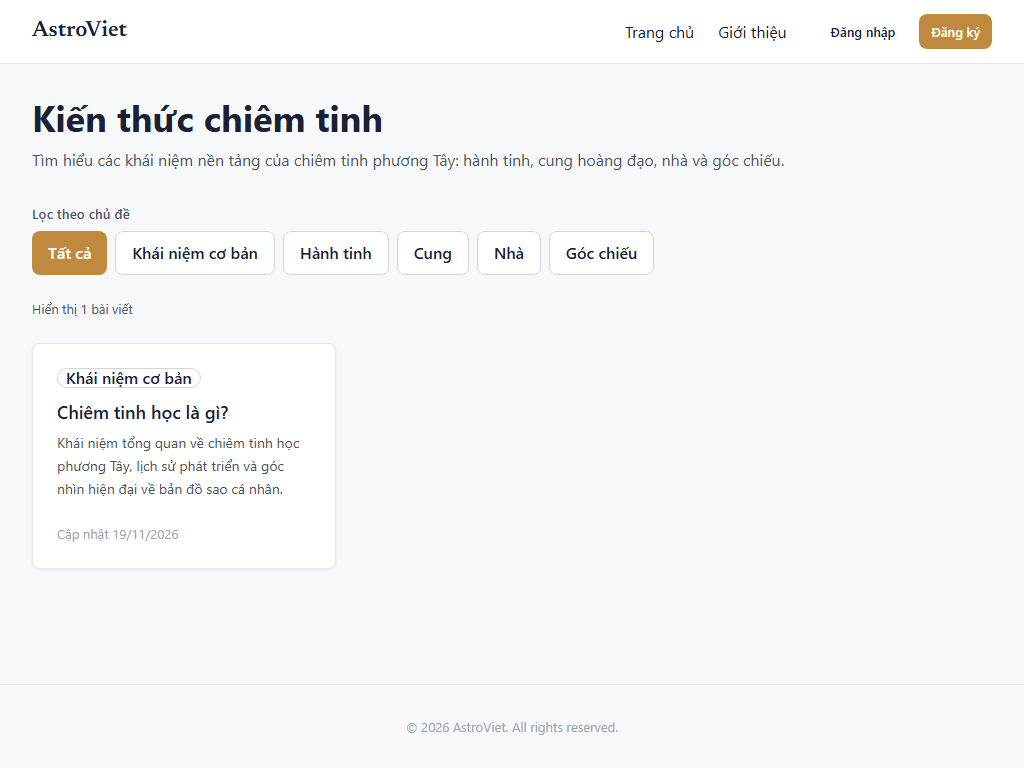 AstroViet
Trang chủ
Giới thiệu
Đăng nhập
Đăng ký
Kiến thức chiêm tinh
Tìm hiểu các khái niệm nền tảng của chiêm tinh phương Tây: hành tinh, cung hoàng đạo, nhà và góc chiếu.
Lọc theo chủ đề
Tất cả
Khái niệm cơ bản
Hành tinh
Cung
Nhà
Góc chiếu
Hiển thị 1 bài viết
Khái niệm cơ bản
Chiêm tinh học là gì?
Khái niệm tổng quan về chiêm tinh học
phương Tây, lịch sử phát triển và góc
nhìn hiện đại về bản đồ sao cá nhân.
Cập nhật 19/11/2026
© 2026 AstroViet. All rights reserved.